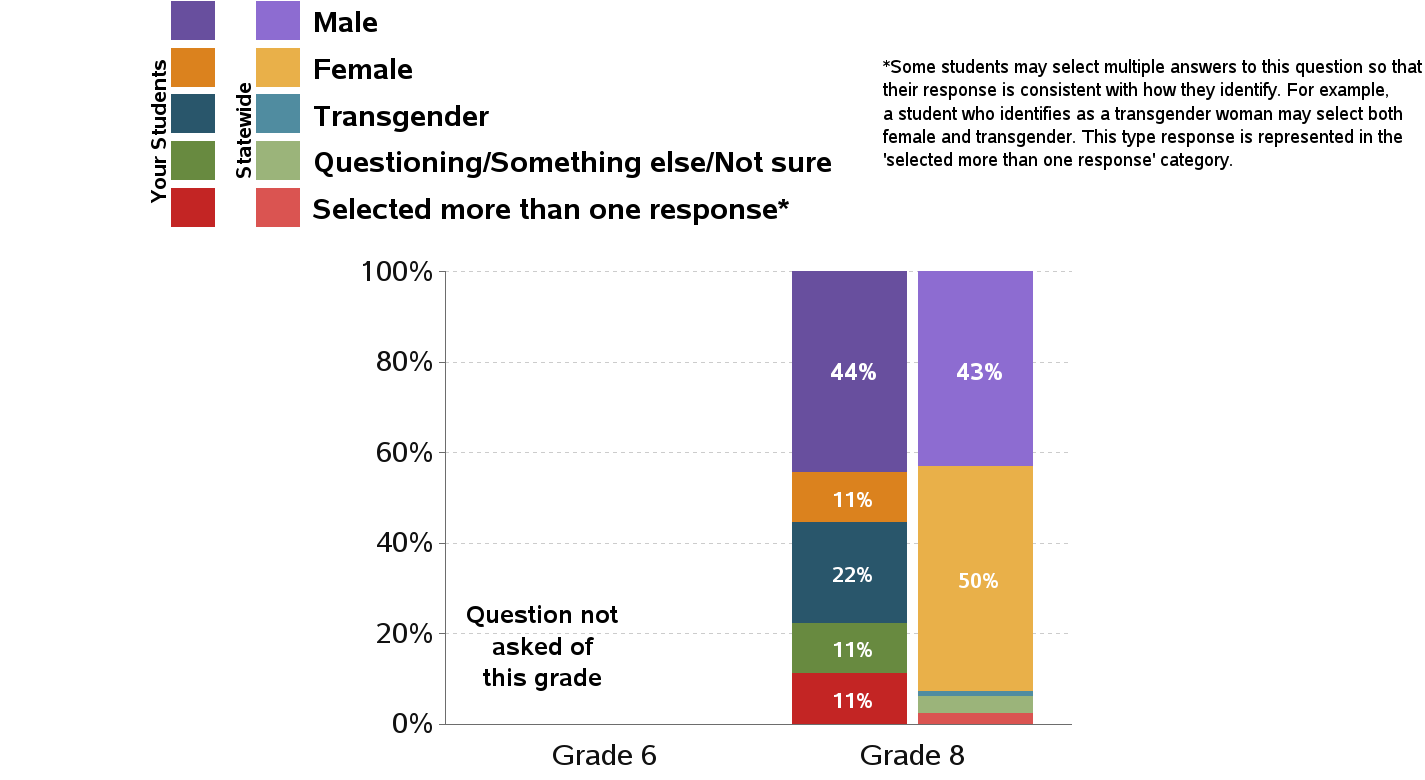 Your Students
Statewide
Male
Female
Transgender
Questioning/Something else/Not sure
Selected more than one response*
*Some students may select multiple answers to this question so that
their response is consistent with how they identify. For example,
a student who identifies as a transgender woman may select both
female and transgender. This type response is represented in the
'selected more than one response' category.
100%
80%
60%
40%
20%
0%
Question not
asked of
this grade
44%
11%
22%
11%
11%
43%
50%
Grade 6
Grade 8